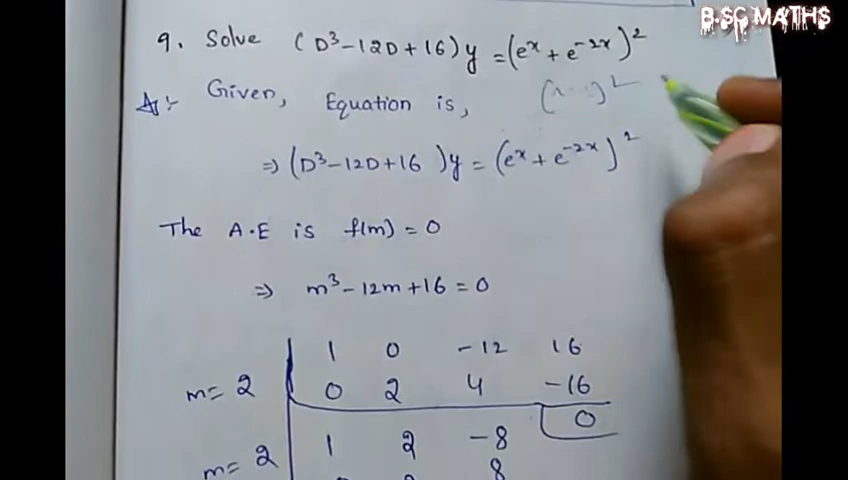 B.SC MATHS
9. Solve (D³-12D+16)y = (eˣ + e⁻²ˣ)²
A:- Given, Equation is,
⇒ (D³-12D+16)y = (eˣ + e⁻²ˣ)²
The A.E is f(m) = 0
⇒ m³-12m+16 = 0
1 0 -12 16
m= 2 0 2 4 -16
0
1 2 -8
m= 2 8